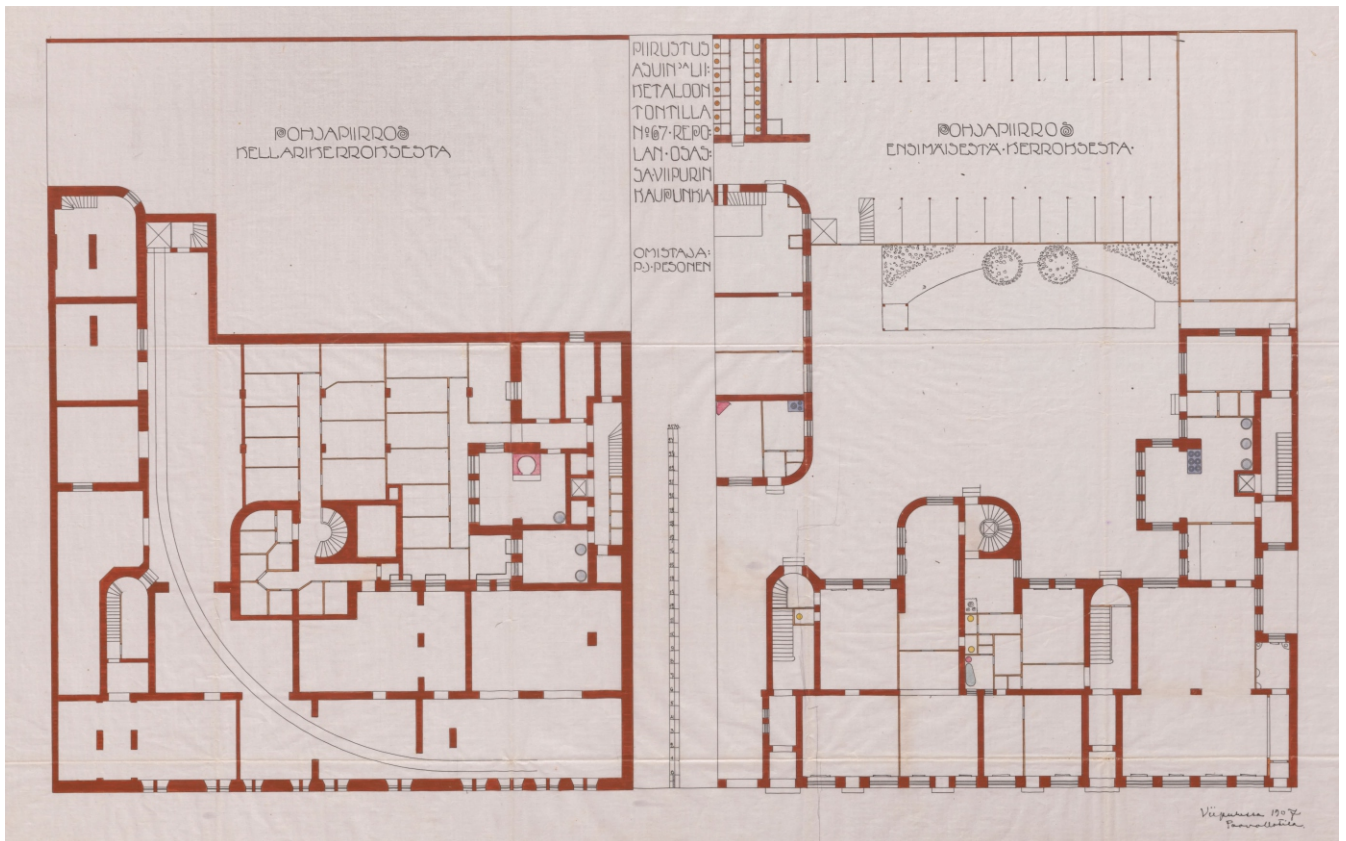 POHJAPIIRROS
KELLARIKERROKSESTA
PIIRUSTUS
ASUIN JA LII:
KETALOON
TONTILLA
No 67·REPO:
LAN·OSAS:
SA·VIIPURIN
KAUPUNKIA
OMISTAJA:
P·J·PESONEN
POHJAPIIRROS
ENSIMÄISESTÄ·KERROKSESTA·
Viipurissa 1907